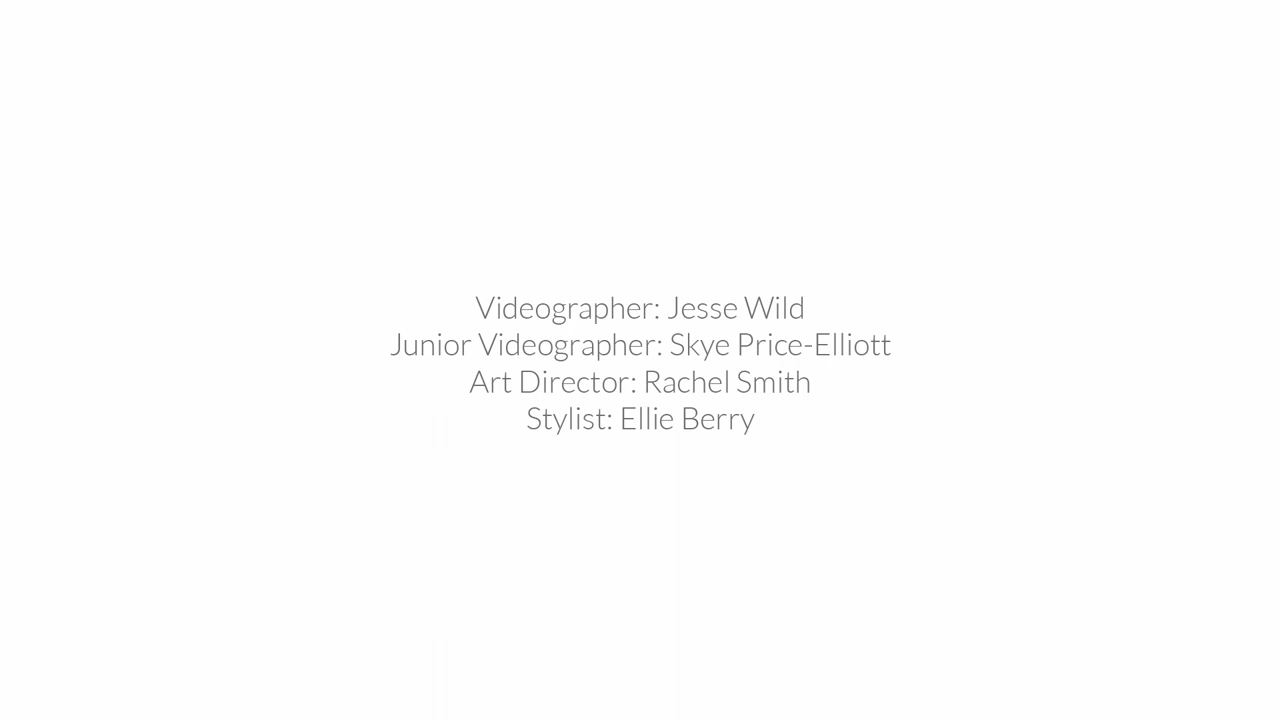 Videographer: Jesse Wild
Junior Videographer: Skye Price-Elliott
Art Director: Rachel Smith
Stylist: Ellie Berry